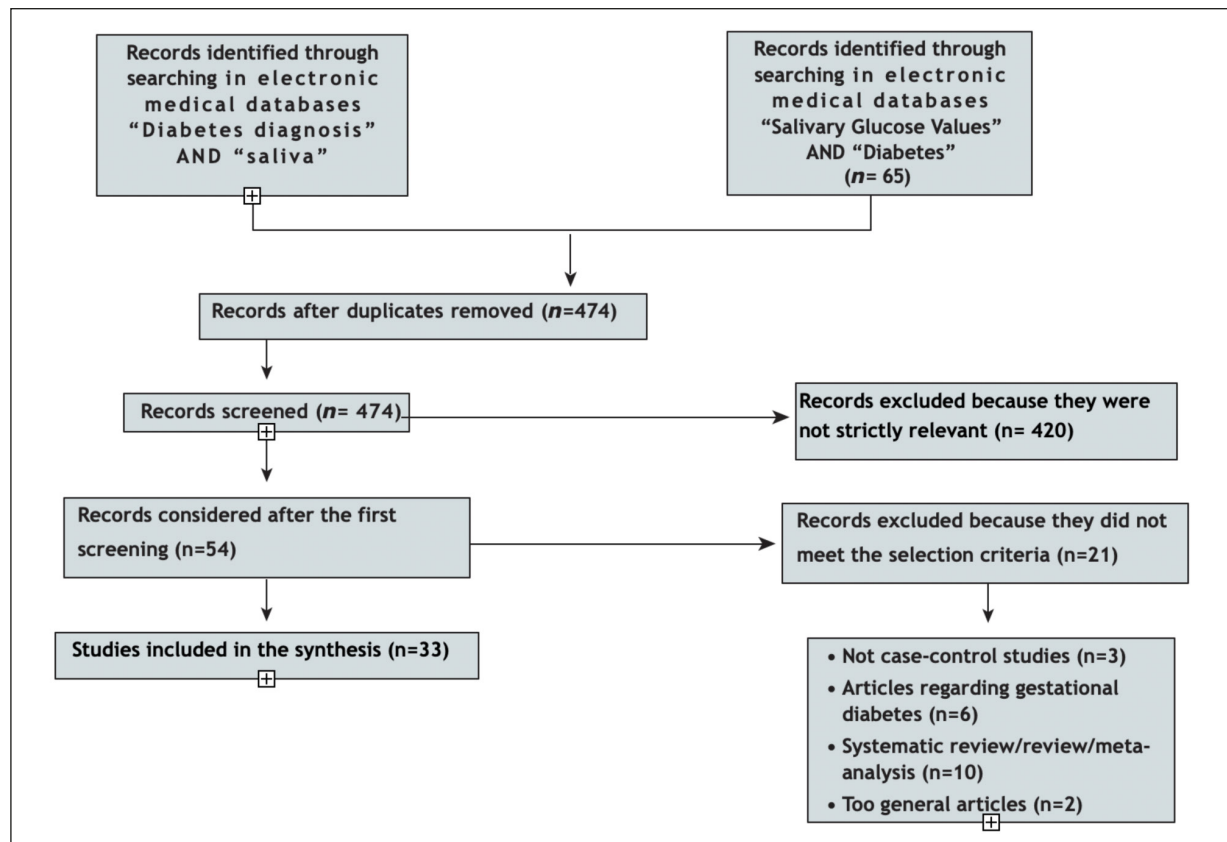 Records identified through
searching in electronic
medical databases
“Diabetes diagnosis”
AND “saliva”
Records identified through
searching in electronic
medical databases
“Salivary Glucose Values”
AND “Diabetes”
(n= 65)
Records after duplicates removed (n=474)
Records screened (n= 474)
Records excluded because they were
not strictly relevant (n= 420)
Records considered after the first
screening (n=54)
Records excluded because they did not
meet the selection criteria (n=21)
Studies included in the synthesis (n=33)
• Not case-control studies (n=3)
• Articles regarding gestational
diabetes (n=6)
• Systematic review/review/meta-
analysis (n=10)
• Too general articles (n=2)